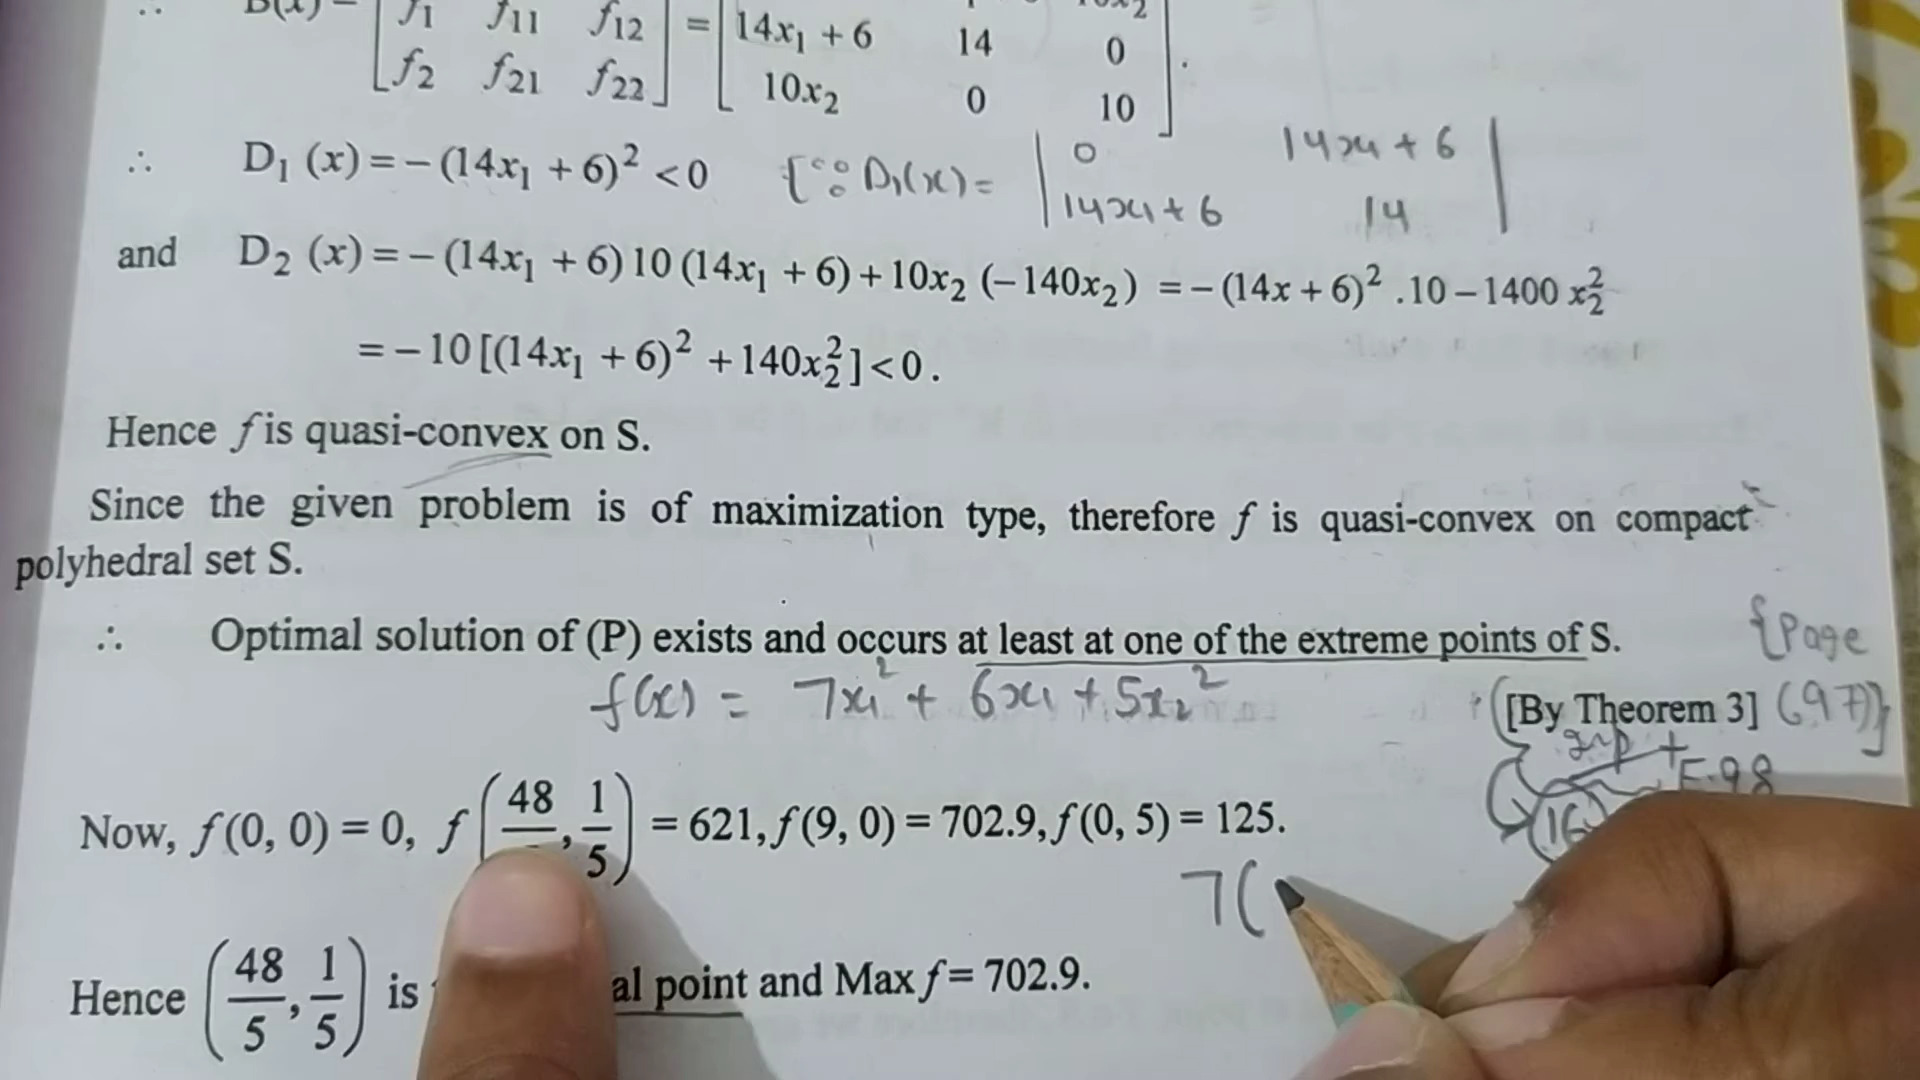 ∴ B(x) = [ f₁ f₁₁ f₁₂ = 14x₁ + 6 14 0
f₂ f₂₁ f₂₂ ] 10x₂ 0 10 ] .
∴ D₁ (x) = − (14x₁ + 6)² < 0 {∵ D₁(x) = | 0 14x₁ + 6
14x₁ + 6 14 |
and D₂ (x) = − (14x₁ + 6) 10 (14x₁ + 6) + 10x₂ (− 140x₂) = − (14x + 6)² .10 − 1400 x₂²
= − 10 [(14x₁ + 6)² + 140x₂²] < 0 .
Hence f is quasi-convex on S.
Since the given problem is of maximization type, therefore f is quasi-convex on compact
polyhedral set S.
∴ Optimal solution of (P) exists and occurs at least at one of the extreme points of S. {Page
f(x) = 7x₁² + 6x₁ + 5x₂² [By Theorem 3] (97)}
Now, f(0, 0) = 0, f(48/, 1/5) = 621, f(9, 0) = 702.9, f(0, 5) = 125.
7(
Hence (48/5, 1/5) is al point and Max f = 702.9.